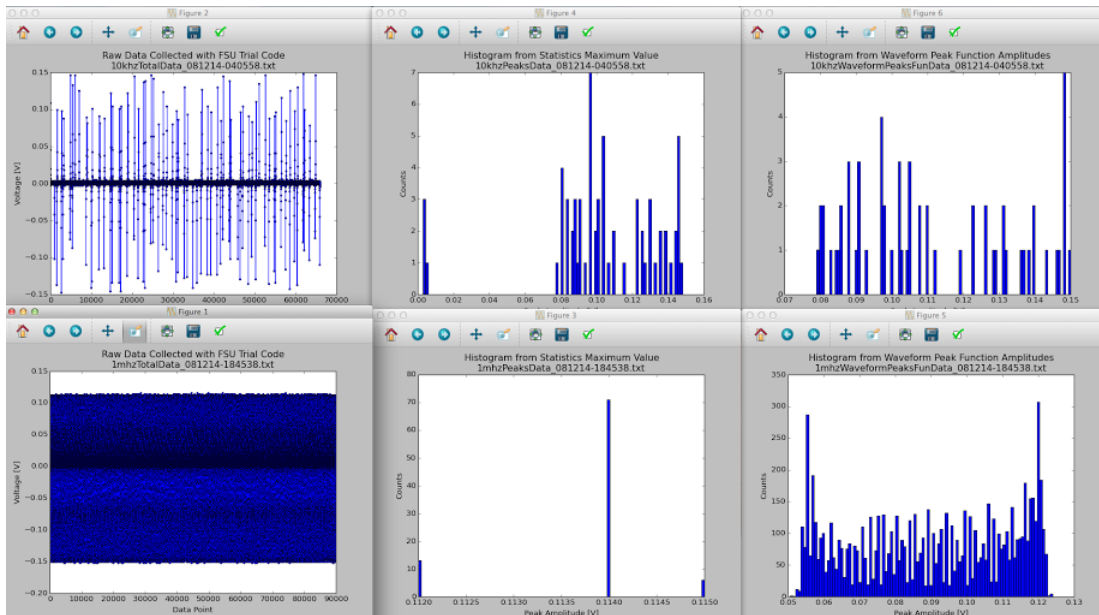 Figure 2
Raw Data Collected with FSU Trial Code
10khzTotalData_081214-040558.txt
Voltage [V]
0.15
0.10
0.05
0.00
−0.05
−0.10
−0.15
0 10000 20000 30000 40000 50000 60000 70000
Figure 4
Histogram from Statistics Maximum Value
10khzPeaksData_081214-040558.txt
Counts
7
6
5
4
3
2
1
0
0.00 0.02 0.04 0.06 0.08 0.10 0.12 0.14 0.16
Figure 6
Histogram from Waveform Peak Function Amplitudes
10khzWaveformPeaksFunData_081214-040558.txt
Counts
5
4
3
2
1
0
0.07 0.08 0.09 0.10 0.11 0.12 0.13 0.14 0.15
Figure 1
Raw Data Collected with FSU Trial Code
1mhzTotalData_081214-184538.txt
Voltage [V]
0.15
0.10
0.05
0.00
−0.05
−0.10
−0.15
−0.20
0 10000 20000 30000 40000 50000 60000 70000 80000 90000
Data Point
Figure 3
Histogram from Statistics Maximum Value
1mhzPeaksData_081214-184538.txt
Counts
80
70
60
50
40
30
20
10
0
0.1120 0.1125 0.1130 0.1135 0.1140 0.1145 0.1150
Peak Amplitude [V]
Figure 5
Histogram from Waveform Peak Function Amplitudes
1mhzWaveformPeaksFunData_081214-184538.txt
Counts
350
300
250
200
150
100
50
0
0.05 0.06 0.07 0.08 0.09 0.10 0.11 0.12 0.13
Peak Amplitude [V]